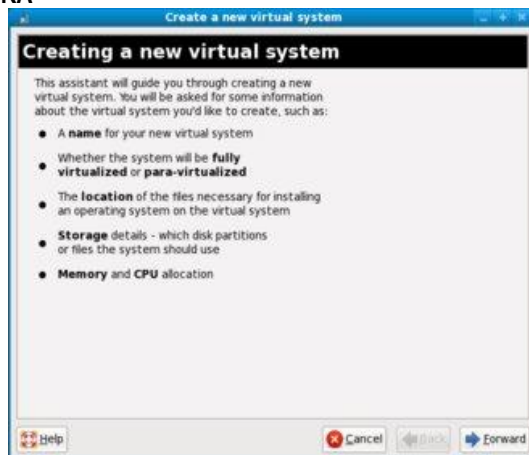 Create a new virtual system
Creating a new virtual system
This assistant will guide you through creating a new
virtual system. You will be asked for some information
about the virtual system you'd like to create, such as:
● A name for your new virtual system
● Whether the system will be fully
virtualized or para-virtualized
● The location of the files necessary for installing
an operating system on the virtual system
● Storage details - which disk partitions
or files the system should use
● Memory and CPU allocation
Help Cancel Back Forward